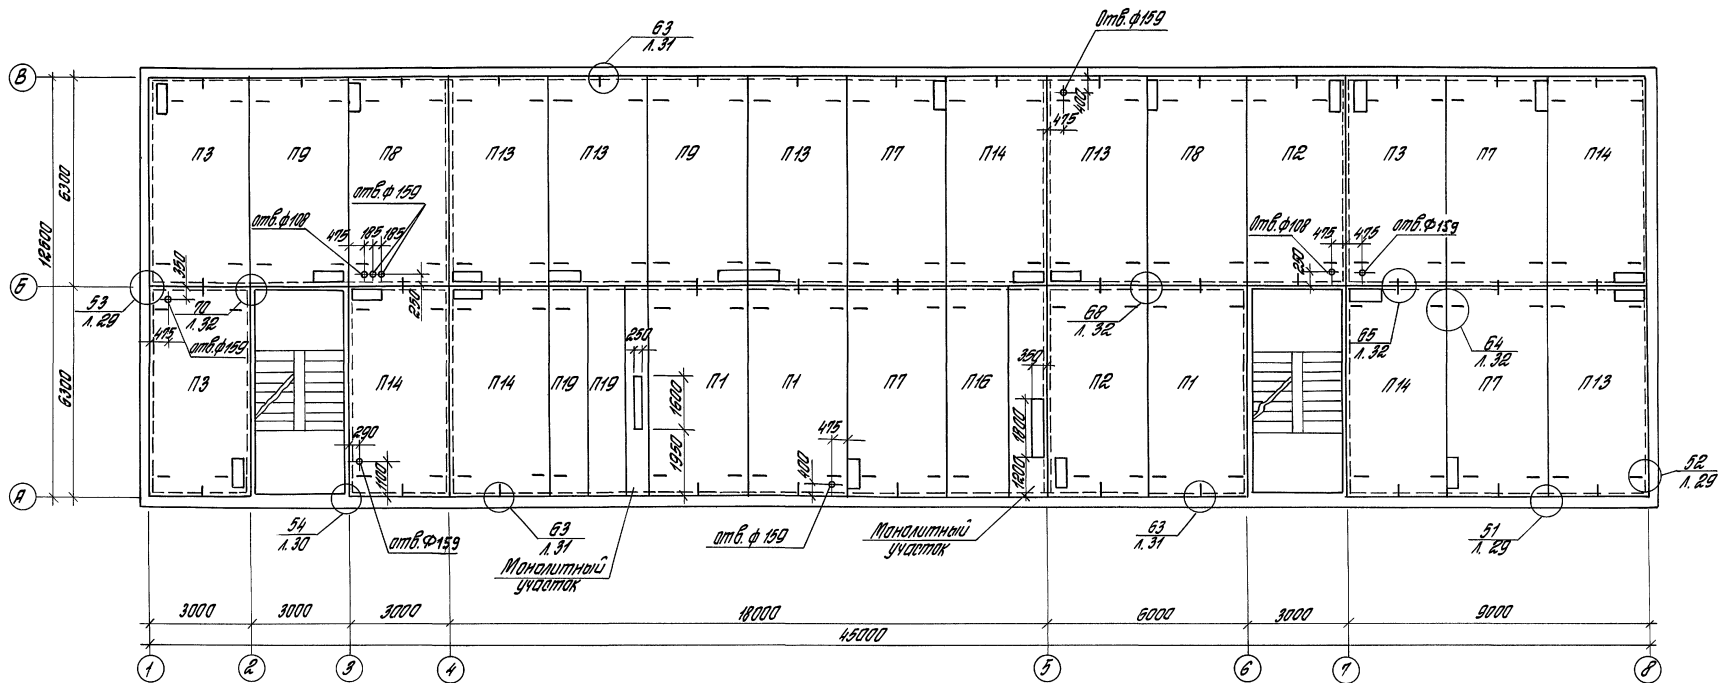 63
л.31
Отв.ф159
В
П3
П9
П8
П13
П13
П9
П13
П7
П14
П13
П8
П2
П3
П7
П14
400
475
6300
12600
отв.ф159
отв.ф108
475
185
185
250
Отв.ф108
475
475
отв.ф159
250
350
Б
53
л.29
70
л.32
475
отв.ф159
68
л.32
65
л.32
64
л.32
6300
250
350
П3
П14
П14
П19
П19
П1
П1
П7
П16
П2
П1
П14
П7
П13
1600
1950
1800
1200
290
1100
475
400
А
52
л.29
54
л.30
отв.ф159
63
л.31
Монолитный
участок
отв.ф159
Монолитный
участок
63
л.31
51
л.29
3000
3000
3000
18000
6000
3000
9000
45000
1
2
3
4
5
6
7
8